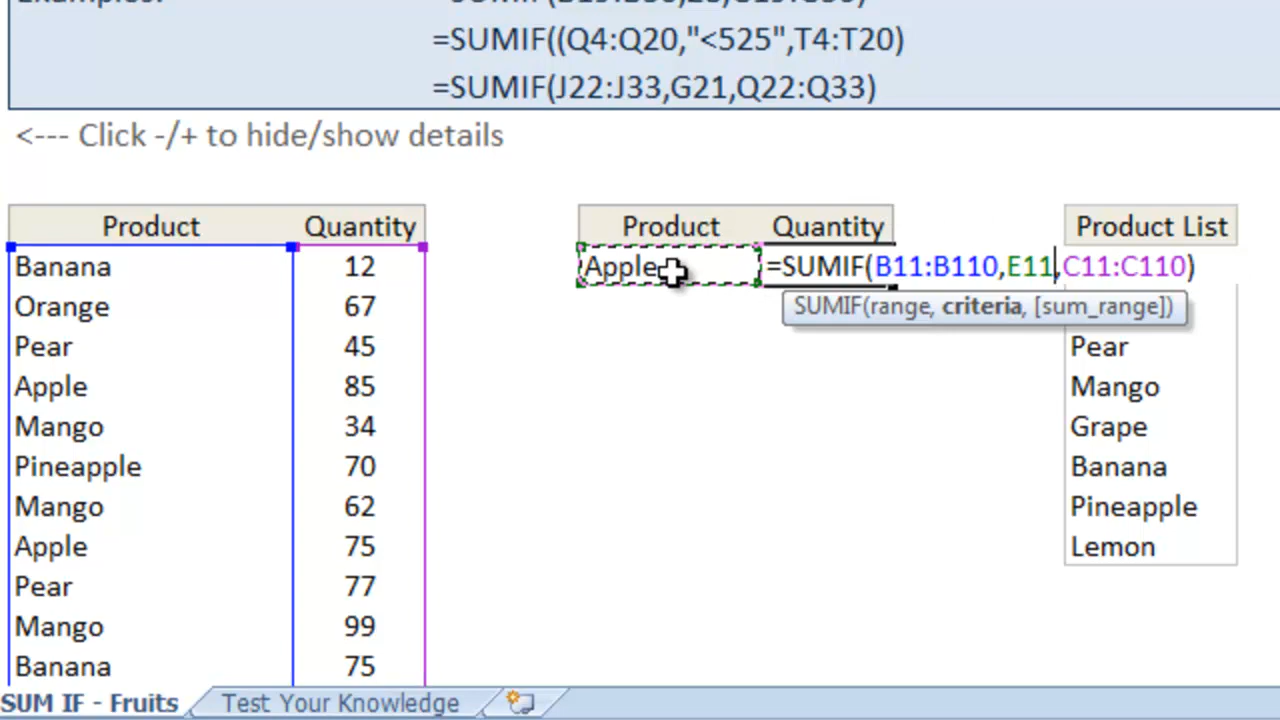 =SUMIF((Q4:Q20,"<525",T4:T20)
=SUMIF(J22:J33,G21,Q22:Q33)
<--- Click -/+ to hide/show details
Product Quantity Product Quantity Product List
Banana 12 Apple =SUMIF(B11:B110,E11,C11:C110)
Orange 67 SUMIF(range, criteria, [sum_range])
Pear 45 Pear
Apple 85 Mango
Mango 34 Grape
Pineapple 70 Banana
Mango 62 Pineapple
Apple 75 Lemon
Pear 77
Mango 99
Banana 75
SUM IF - Fruits Test Your Knowledge